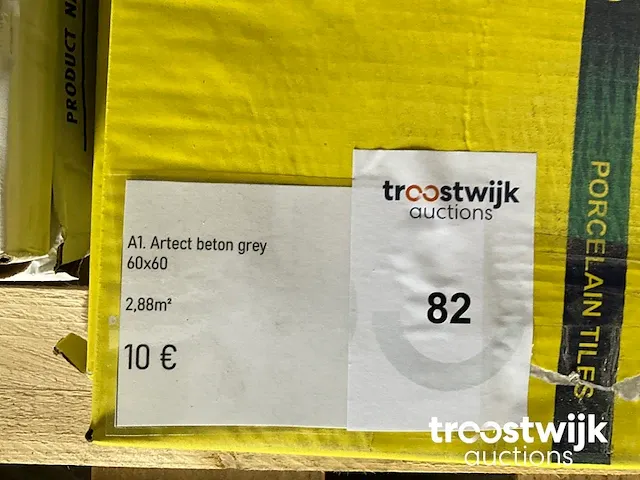 PRODUCT
A1. Artect beton grey
60x60
2,88m²
10 €
troostwijk
auctions
82
PORCELAIN TILES
troostwijk
auctions